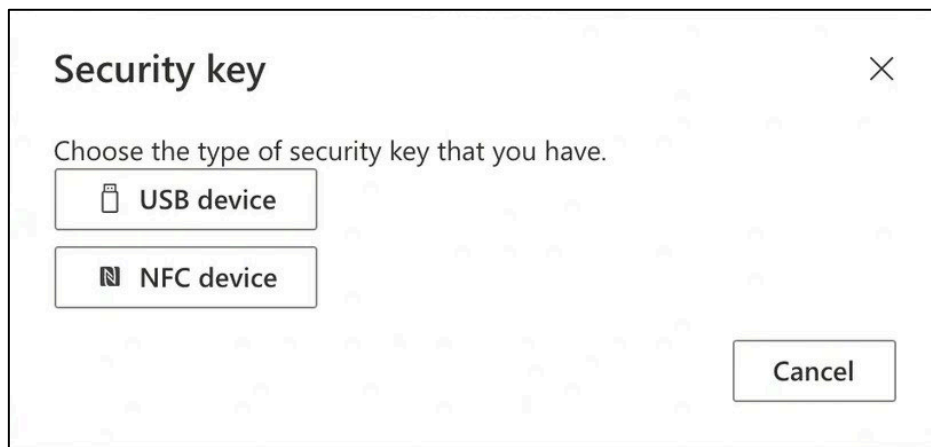 Security key
Choose the type of security key that you have.
USB device
NFC device
Cancel